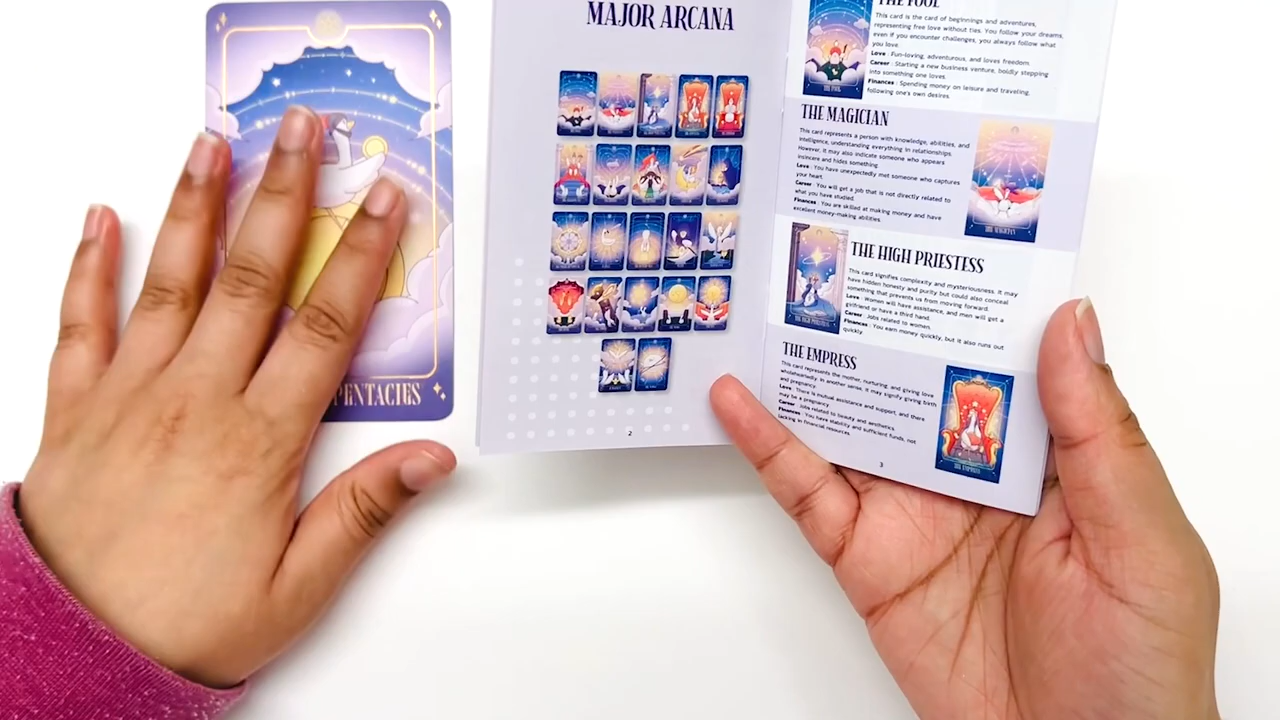 PENTACLES
MAJOR ARCANA
2
THE FOOL
This card is the card of beginnings and adventures,
representing free love without ties. You follow your dreams,
even if you encounter challenges, you always follow what
you love.
Love : Fun-loving, adventurous, and loves freedom.
Career : Starting a new business venture, boldly stepping
into something one loves.
Finances : Spending money on leisure and traveling,
following one's own desires.
THE FOOL
THE MAGICIAN
This card represents a person with knowledge, abilities, and
intelligence, understanding everything in relationships.
However, it may also indicate someone who appears
insincere and hides something.
Love : You have unexpectedly met someone who captures
your heart.
Career : You will get a job that is not directly related to
what you have studied.
Finances : You are skilled at making money and have
excellent money-making abilities.
THE MAGICIAN
THE HIGH PRIESTESS
This card signifies complexity and mysteriousness. It may
have hidden honesty and purity but could also conceal
something that prevents us from moving forward.
Love : Women will have assistance, and men will get a
girlfriend or have a third hand.
Career : Jobs related to women.
Finances : You earn money quickly, but it also runs out
quickly.
THE HIGH PRIESTESS
THE EMPRESS
This card represents the mother, nurturing, and giving love
wholeheartedly. In another sense, it may signify giving birth
and pregnancy.
Love : There is mutual assistance and support, and there
may be a pregnancy.
Career : Jobs related to beauty and aesthetics.
Finances : You have stability and sufficient funds, not
lacking in financial resources.
THE EMPRESS
3